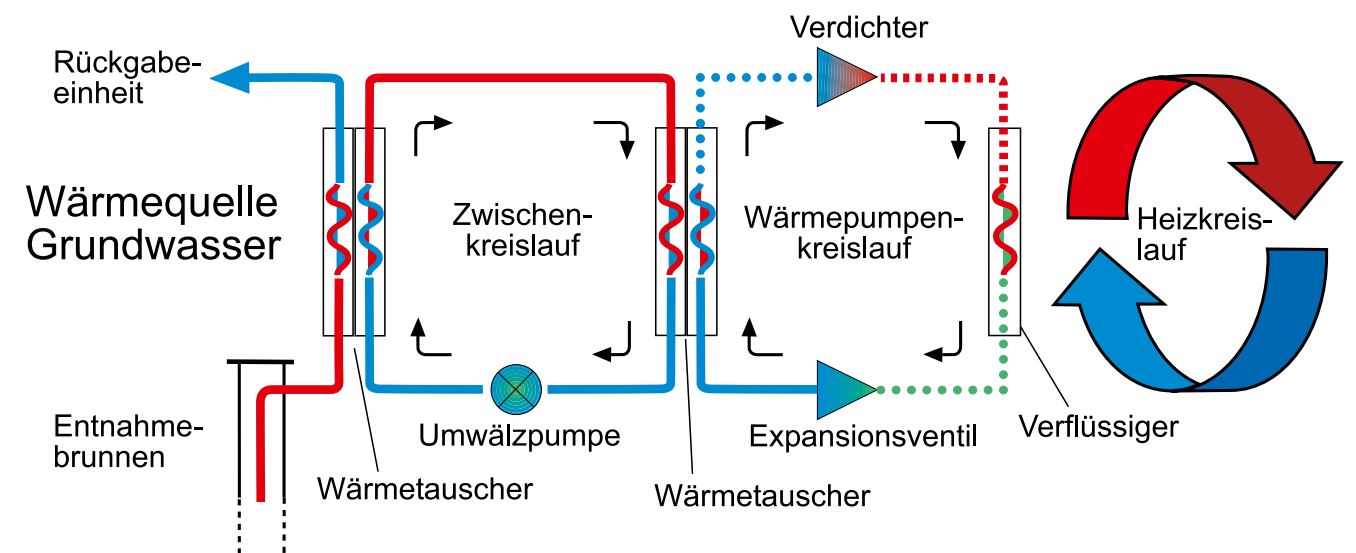 Verdichter
Rückgabe-
einheit
Wärmequelle
Grundwasser
Zwischen-
kreislauf
Wärmepumpen-
kreislauf
Heizkreis-
lauf
Entnahme-
brunnen
Umwälzpumpe
Expansionsventil
Verflüssiger
Wärmetauscher
Wärmetauscher